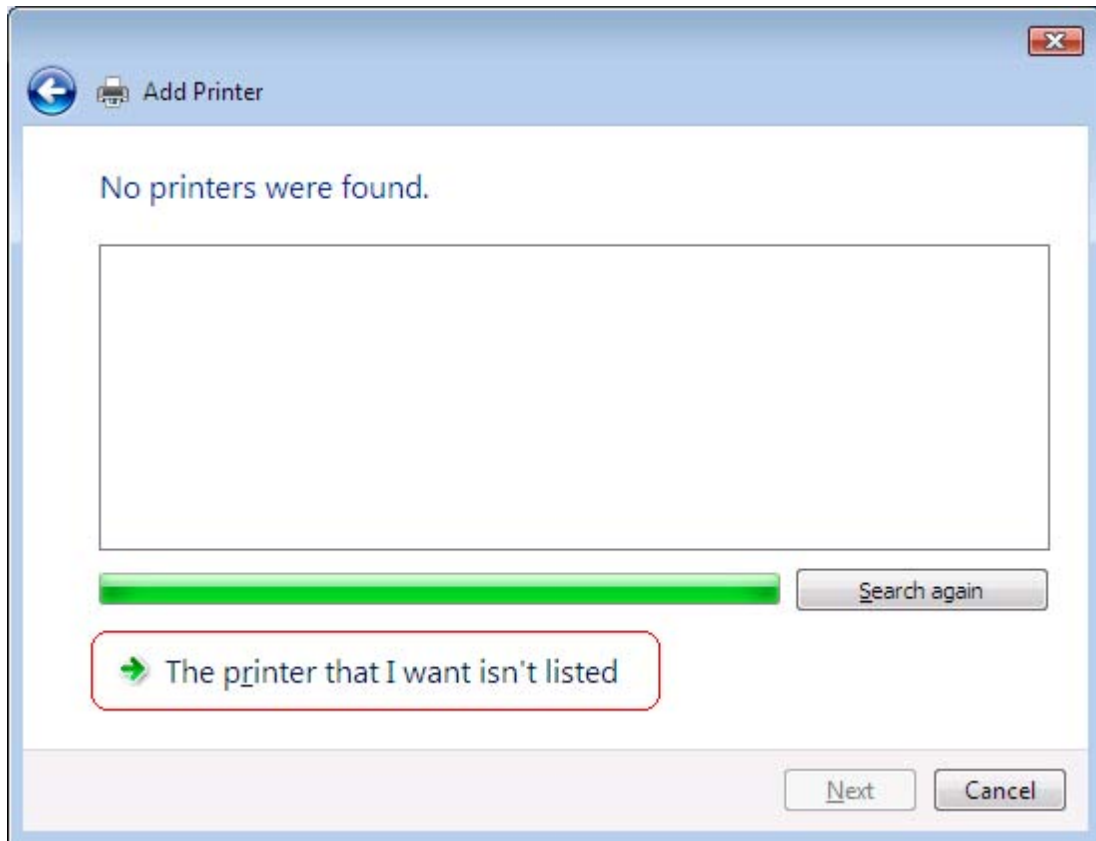 Add Printer
No printers were found.
Search again
The printer that I want isn't listed
Next
Cancel